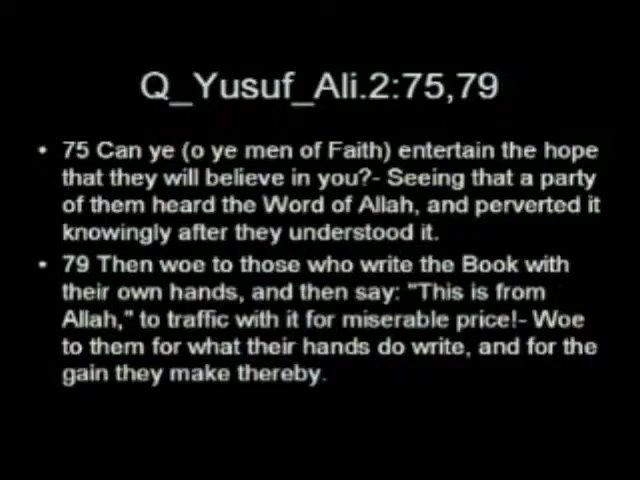 Q_Yusuf_Ali.2:75,79
• 75 Can ye (o ye men of Faith) entertain the hope
that they will believe in you?- Seeing that a party
of them heard the Word of Allah, and perverted it
knowingly after they understood it.
• 79 Then woe to those who write the Book with
their own hands, and then say: "This is from
Allah," to traffic with it for miserable price!- Woe
to them for what their hands do write, and for the
gain they make thereby.